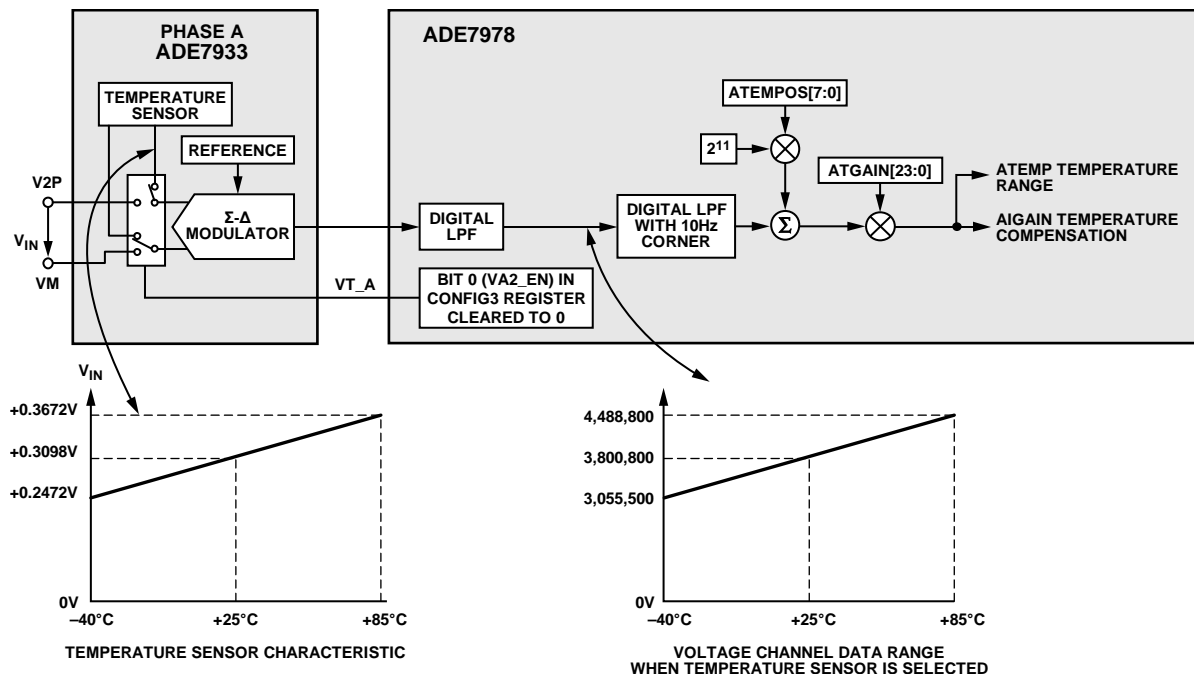 PHASE A
ADE7933
TEMPERATURE
SENSOR
REFERENCE
V2P
VIN
VM
Σ-Δ
MODULATOR
VT_A
ADE7978
DIGITAL
LPF
BIT 0 (VA2_EN) IN
CONFIG3 REGISTER
CLEARED TO 0
DIGITAL LPF
WITH 10Hz
CORNER
ATEMPOS[7:0]
2¹¹
Σ
ATGAIN[23:0]
ATEMP TEMPERATURE
RANGE
AIGAIN TEMPERATURE
COMPENSATION
VIN
+0.3672V
+0.3098V
+0.2472V
0V
–40°C
+25°C
+85°C
TEMPERATURE SENSOR CHARACTERISTIC
4,488,800
3,800,800
3,055,500
0V
–40°C
+25°C
+85°C
VOLTAGE CHANNEL DATA RANGE
WHEN TEMPERATURE SENSOR IS SELECTED